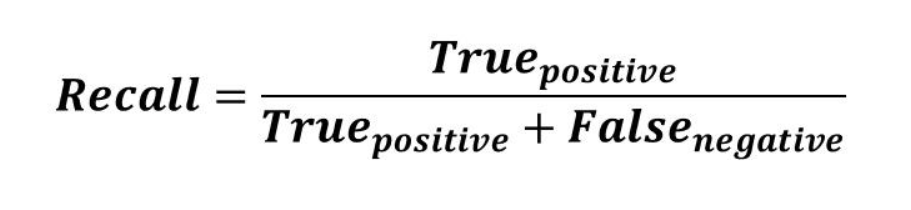 Recall = True_positive / True_positive + False_negative